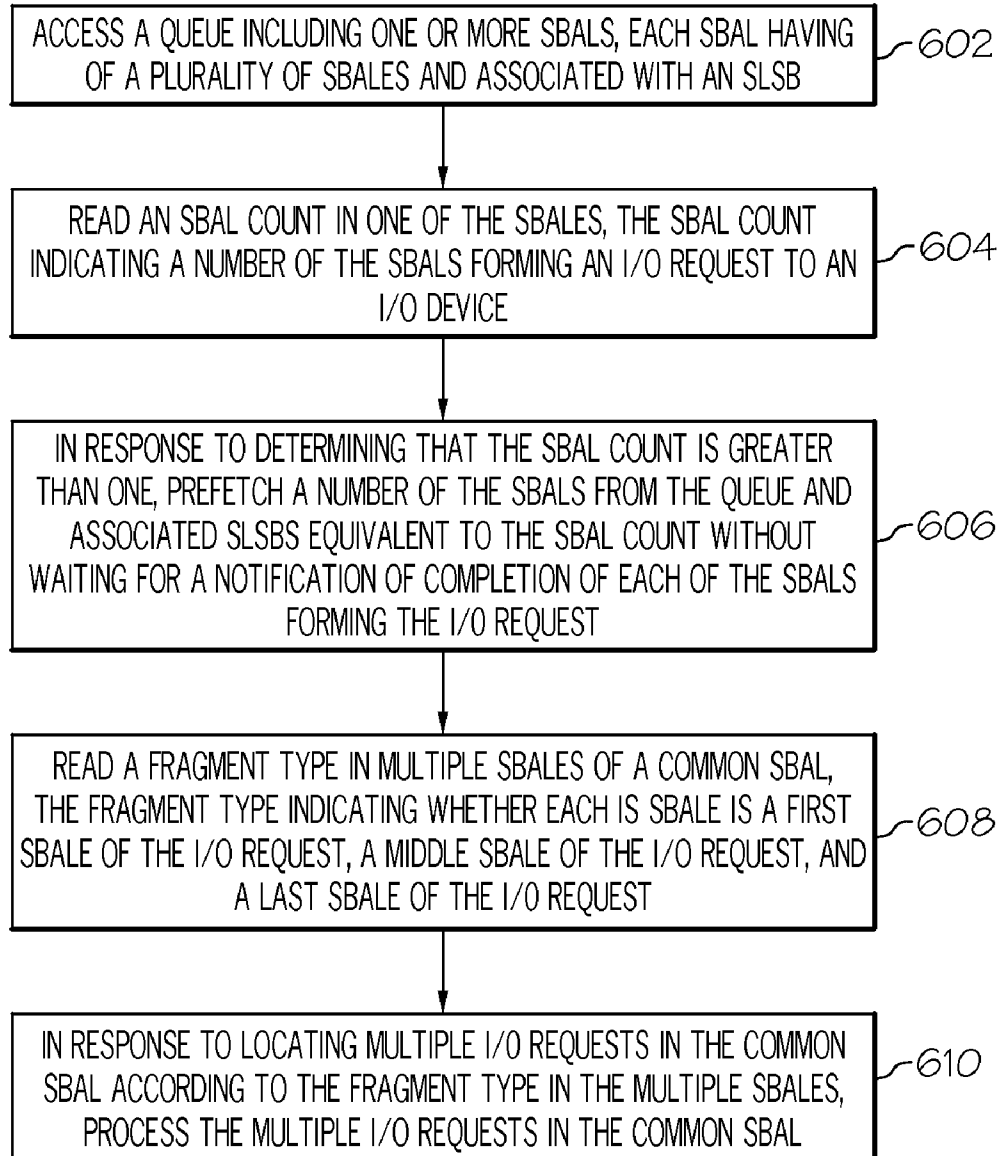 ACCESS A QUEUE INCLUDING ONE OR MORE SBALS, EACH SBAL HAVING
OF A PLURALITY OF SBALES AND ASSOCIATED WITH AN SLSB
602
READ AN SBAL COUNT IN ONE OF THE SBALES, THE SBAL COUNT
INDICATING A NUMBER OF THE SBALS FORMING AN I/O REQUEST TO AN
I/O DEVICE
604
IN RESPONSE TO DETERMINING THAT THE SBAL COUNT IS GREATER
THAN ONE, PREFETCH A NUMBER OF THE SBALS FROM THE QUEUE AND
ASSOCIATED SLSBS EQUIVALENT TO THE SBAL COUNT WITHOUT
WAITING FOR A NOTIFICATION OF COMPLETION OF EACH OF THE SBALS
FORMING THE I/O REQUEST
606
READ A FRAGMENT TYPE IN MULTIPLE SBALES OF A COMMON SBAL,
THE FRAGMENT TYPE INDICATING WHETHER EACH IS SBALE IS A FIRST
SBALE OF THE I/O REQUEST, A MIDDLE SBALE OF THE I/O REQUEST, AND
A LAST SBALE OF THE I/O REQUEST
608
IN RESPONSE TO LOCATING MULTIPLE I/O REQUESTS IN THE COMMON
SBAL ACCORDING TO THE FRAGMENT TYPE IN THE MULTIPLE SBALES,
PROCESS THE MULTIPLE I/O REQUESTS IN THE COMMON SBAL
610